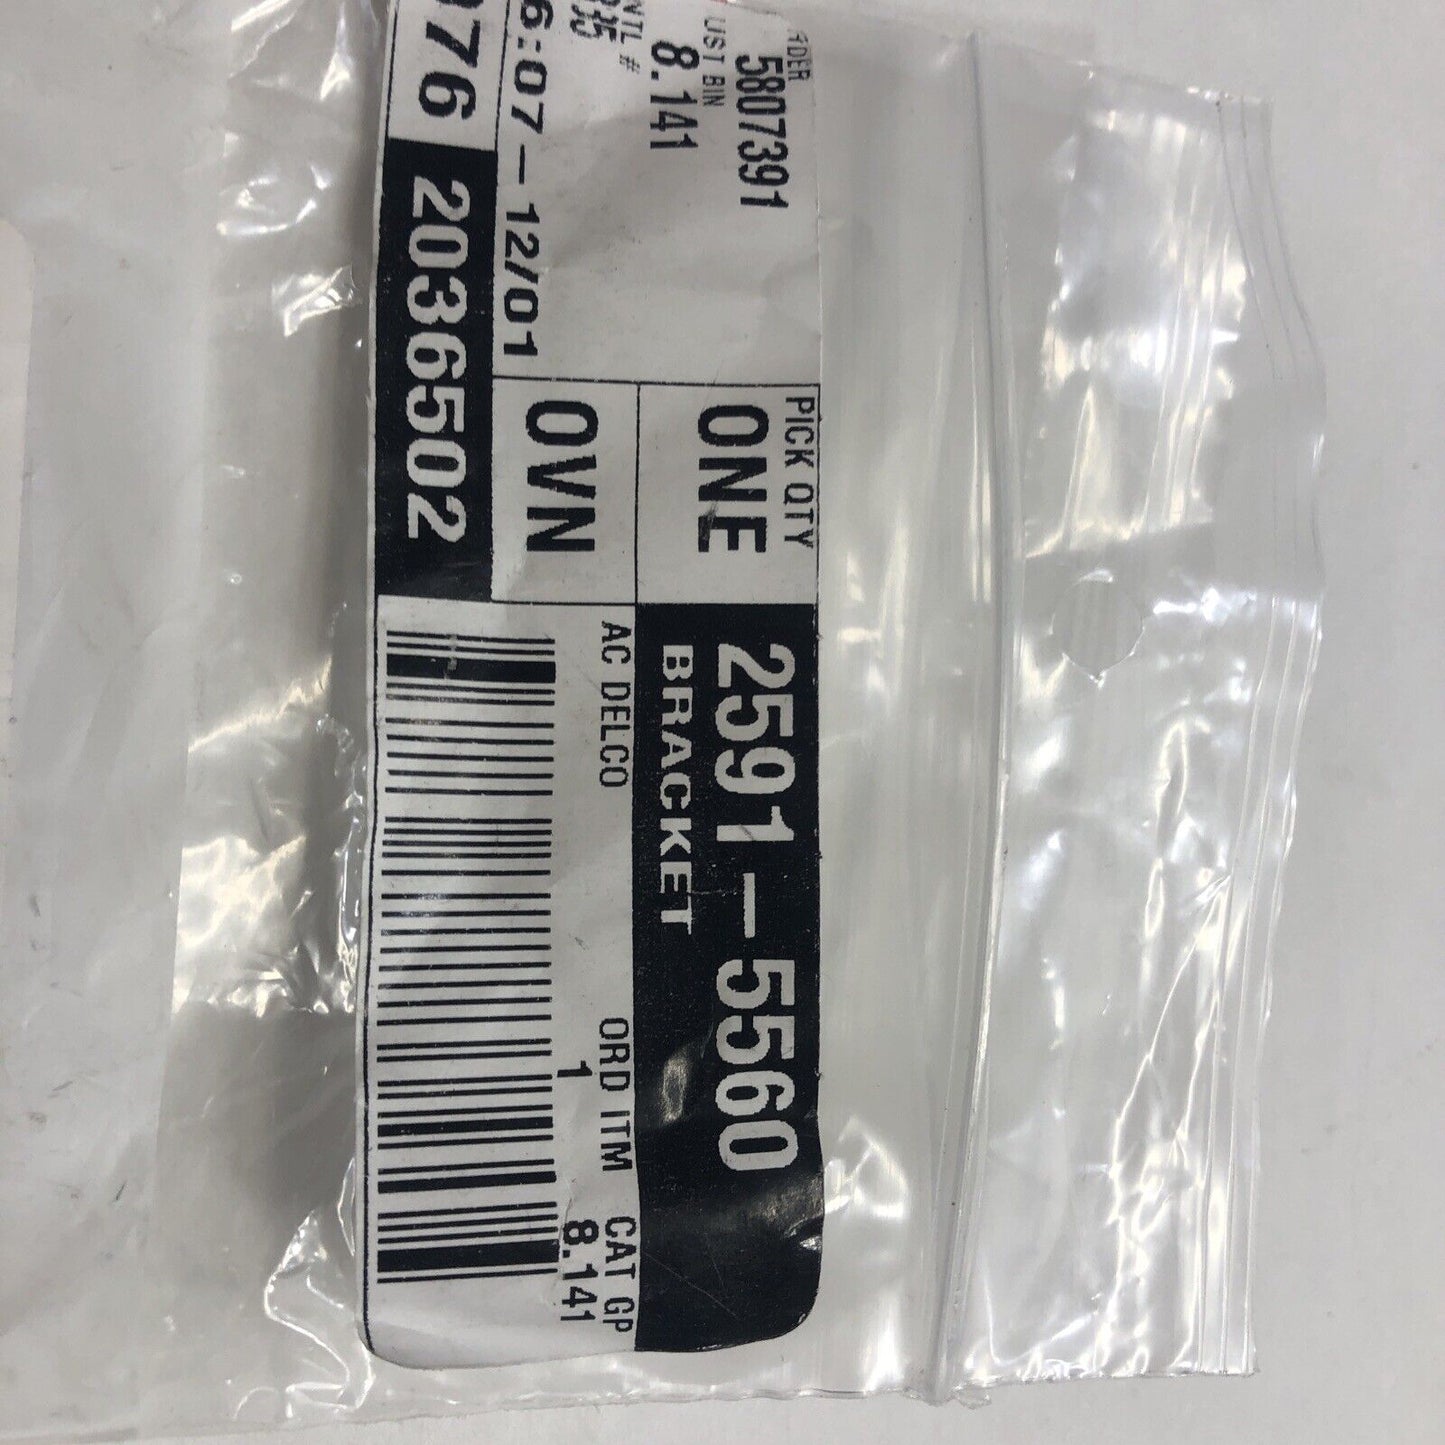 5807391
PICK QTY
ONE
2591-5560
BRACKET
UST BIN
8.141
NTL #
OVN
AC DELCO
ORD ITM
1
CAT GP
8.141
6:07-12/01
976 2036502